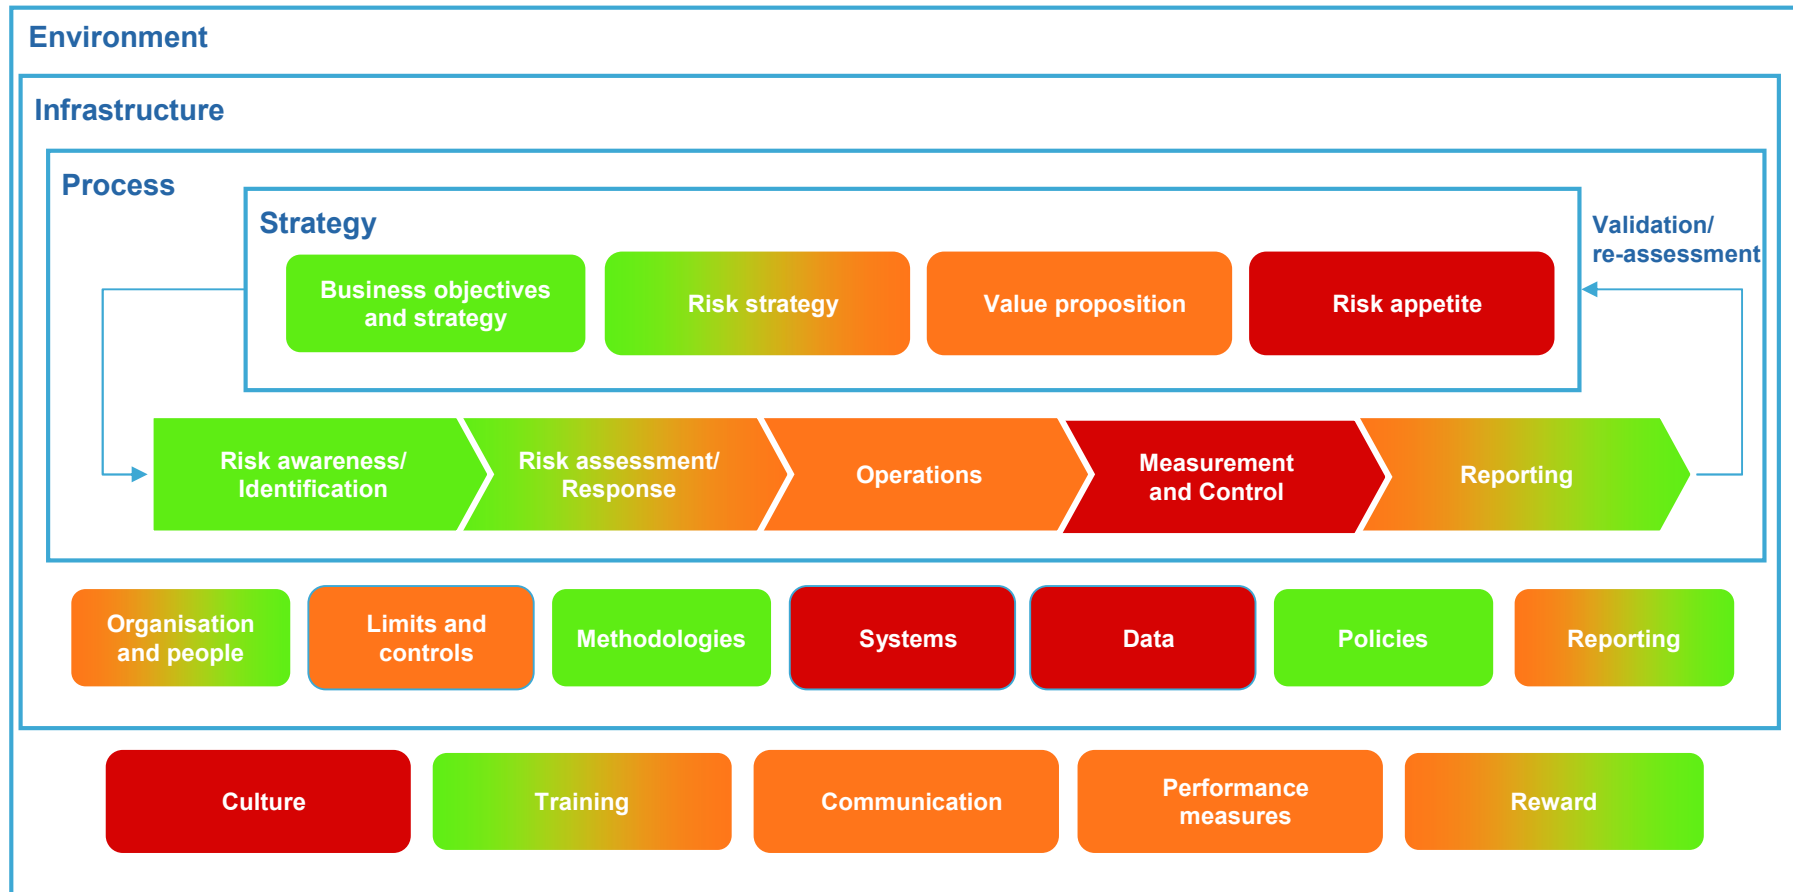 Environment
Infrastructure
Process
Strategy
Validation/
re-assessment
Business objectives
and strategy
Risk strategy
Value proposition
Risk appetite
Risk awareness/
Identification
Risk assessment/
Response
Operations
Measurement
and Control
Reporting
Organisation
and people
Limits and
controls
Methodologies
Systems
Data
Policies
Reporting
Culture
Training
Communication
Performance
measures
Reward